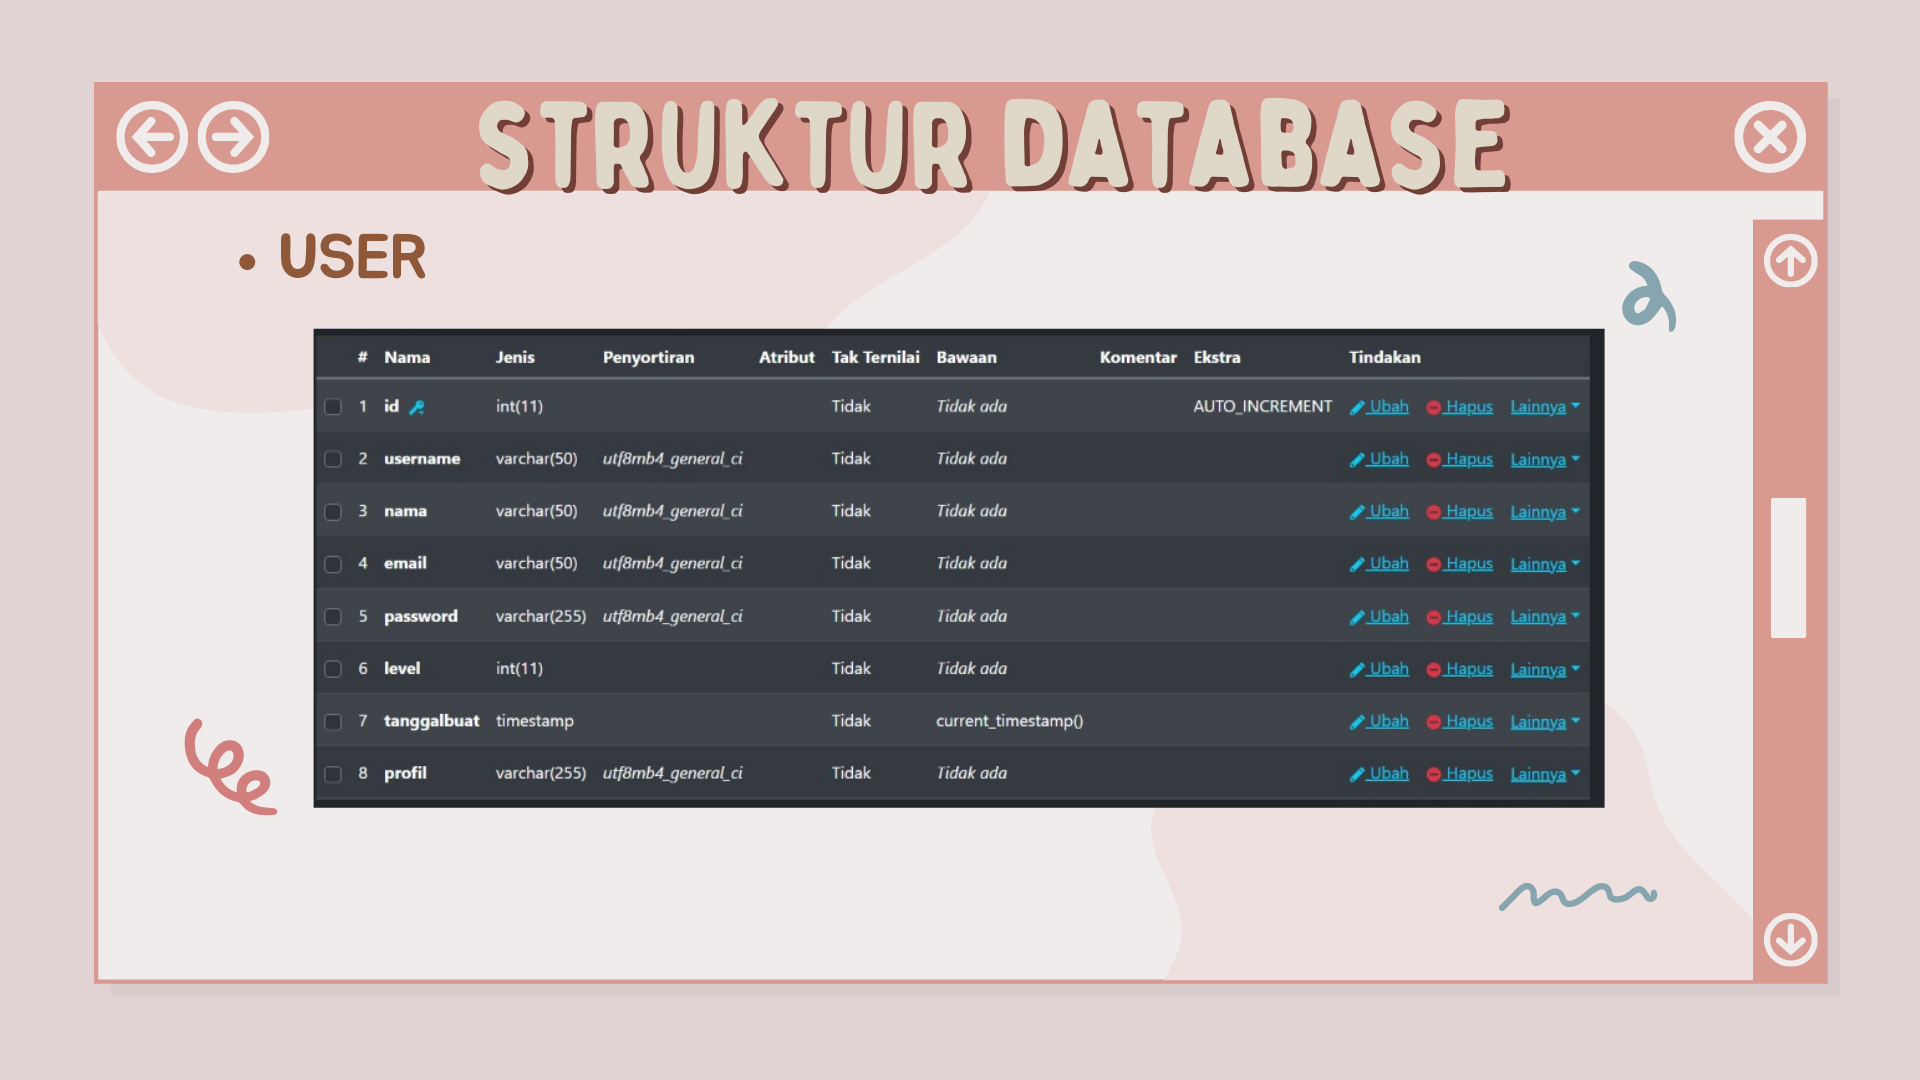 STRUKTUR DATABASE
• USER
# Nama Jenis Penyortiran Atribut Tak Ternilai Bawaan Komentar Ekstra Tindakan
1 id int(11) Tidak Tidak ada AUTO_INCREMENT Ubah Hapus Lainnya
2 username varchar(50) utf8mb4_general_ci Tidak Tidak ada Ubah Hapus Lainnya
3 nama varchar(50) utf8mb4_general_ci Tidak Tidak ada Ubah Hapus Lainnya
4 email varchar(50) utf8mb4_general_ci Tidak Tidak ada Ubah Hapus Lainnya
5 password varchar(255) utf8mb4_general_ci Tidak Tidak ada Ubah Hapus Lainnya
6 level int(11) Tidak Tidak ada Ubah Hapus Lainnya
7 tanggalbuat timestamp Tidak current_timestamp() Ubah Hapus Lainnya
8 profil varchar(255) utf8mb4_general_ci Tidak Tidak ada Ubah Hapus Lainnya